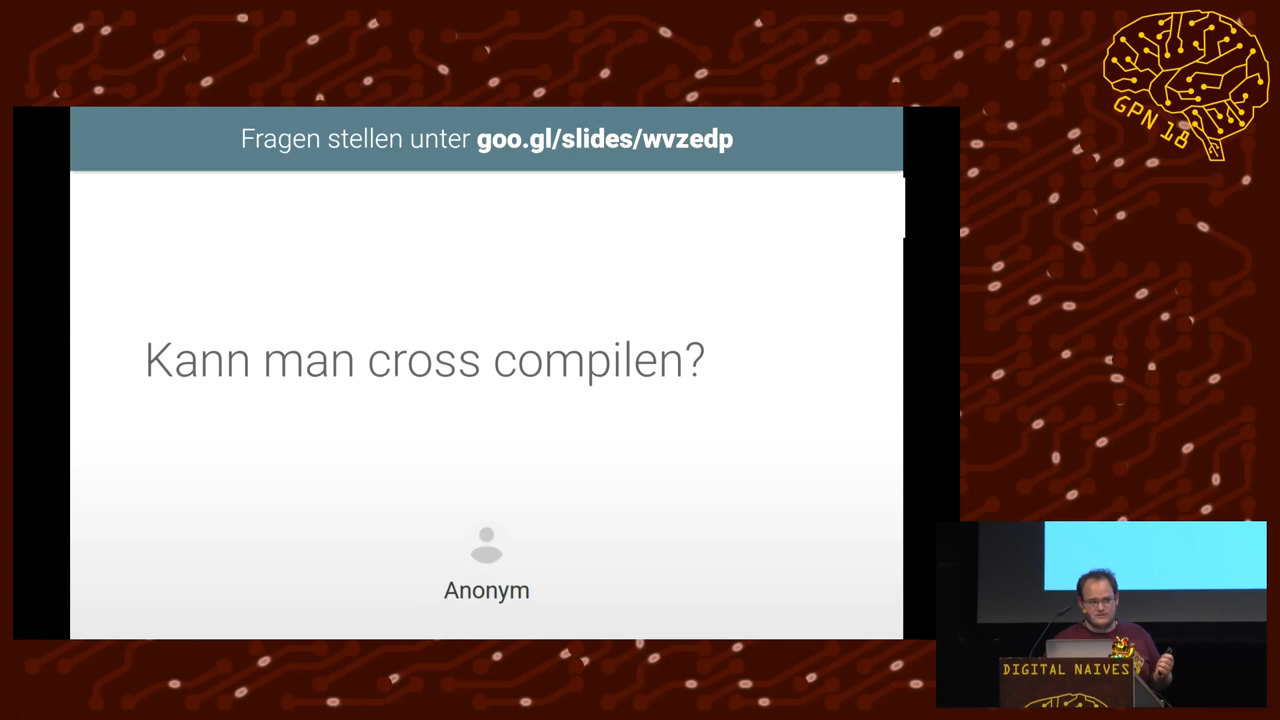 GPN 18
Fragen stellen unter goo.gl/slides/wvzedp
Kann man cross compilen?
Anonym
DIGITAL NAIVES